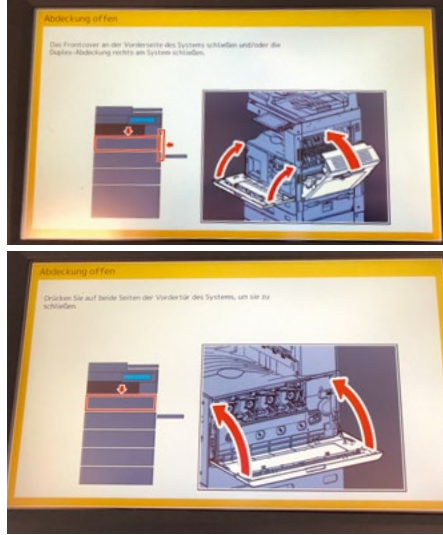 Abdeckung offen
Das Frontcover an der Vorderseite des Systems schließen und/oder die
Duplex-Abdeckung rechts am System schließen.
Abdeckung offen
Drücken Sie auf beide Seiten der Vordertür des Systems, um sie zu
schließen.